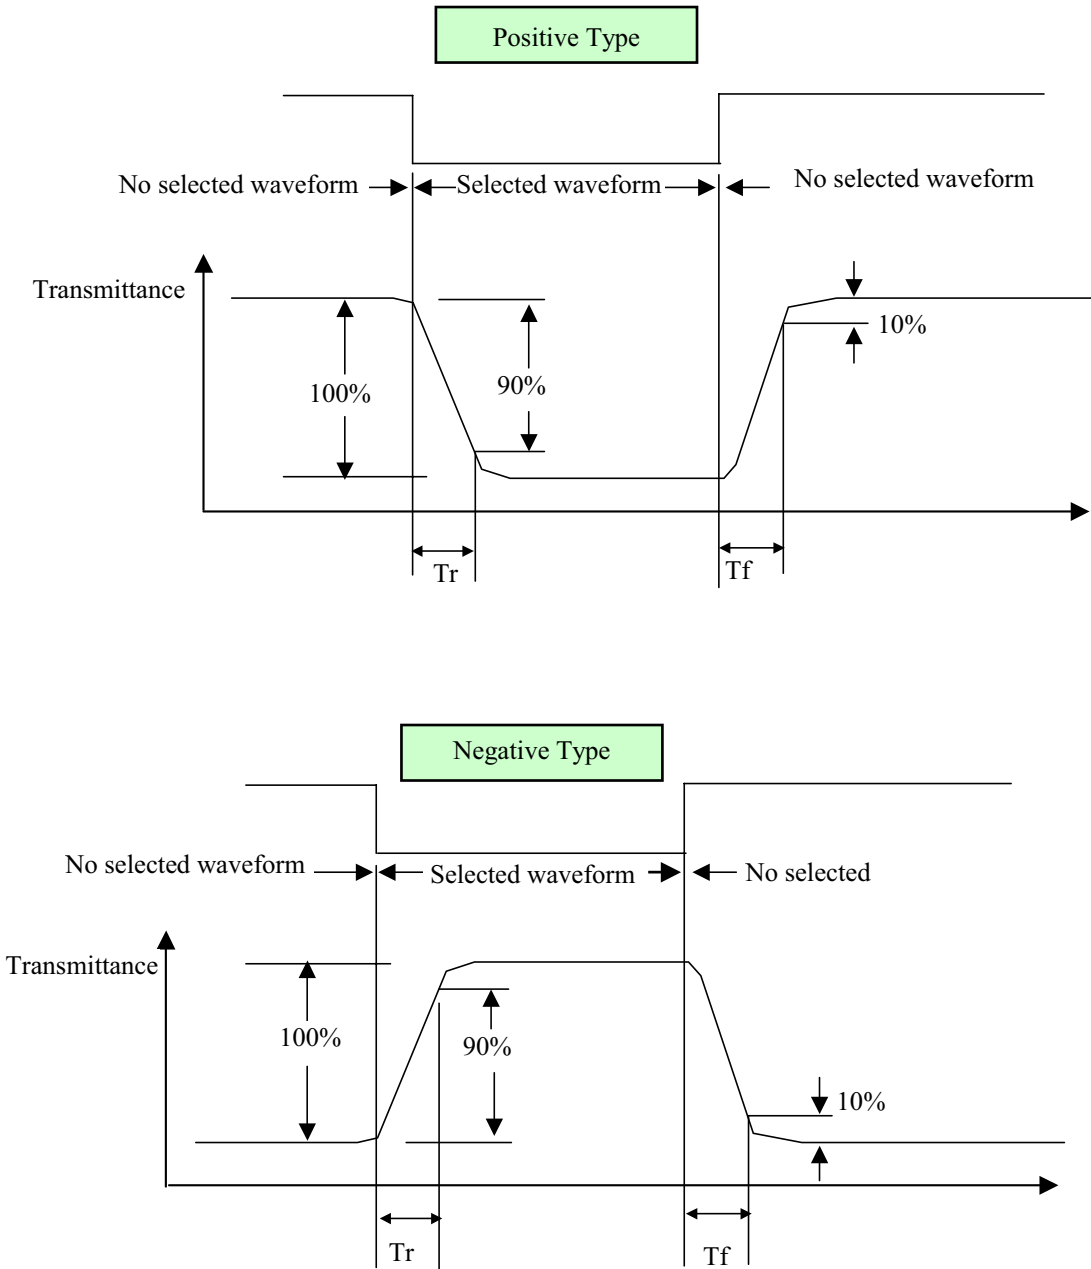 Positive Type
No selected waveform
Selected waveform
No selected waveform
Transmittance
100%
90%
10%
Tr
Tf
Negative Type
No selected waveform
Selected waveform
No selected
Transmittance
100%
90%
10%
Tr
Tf